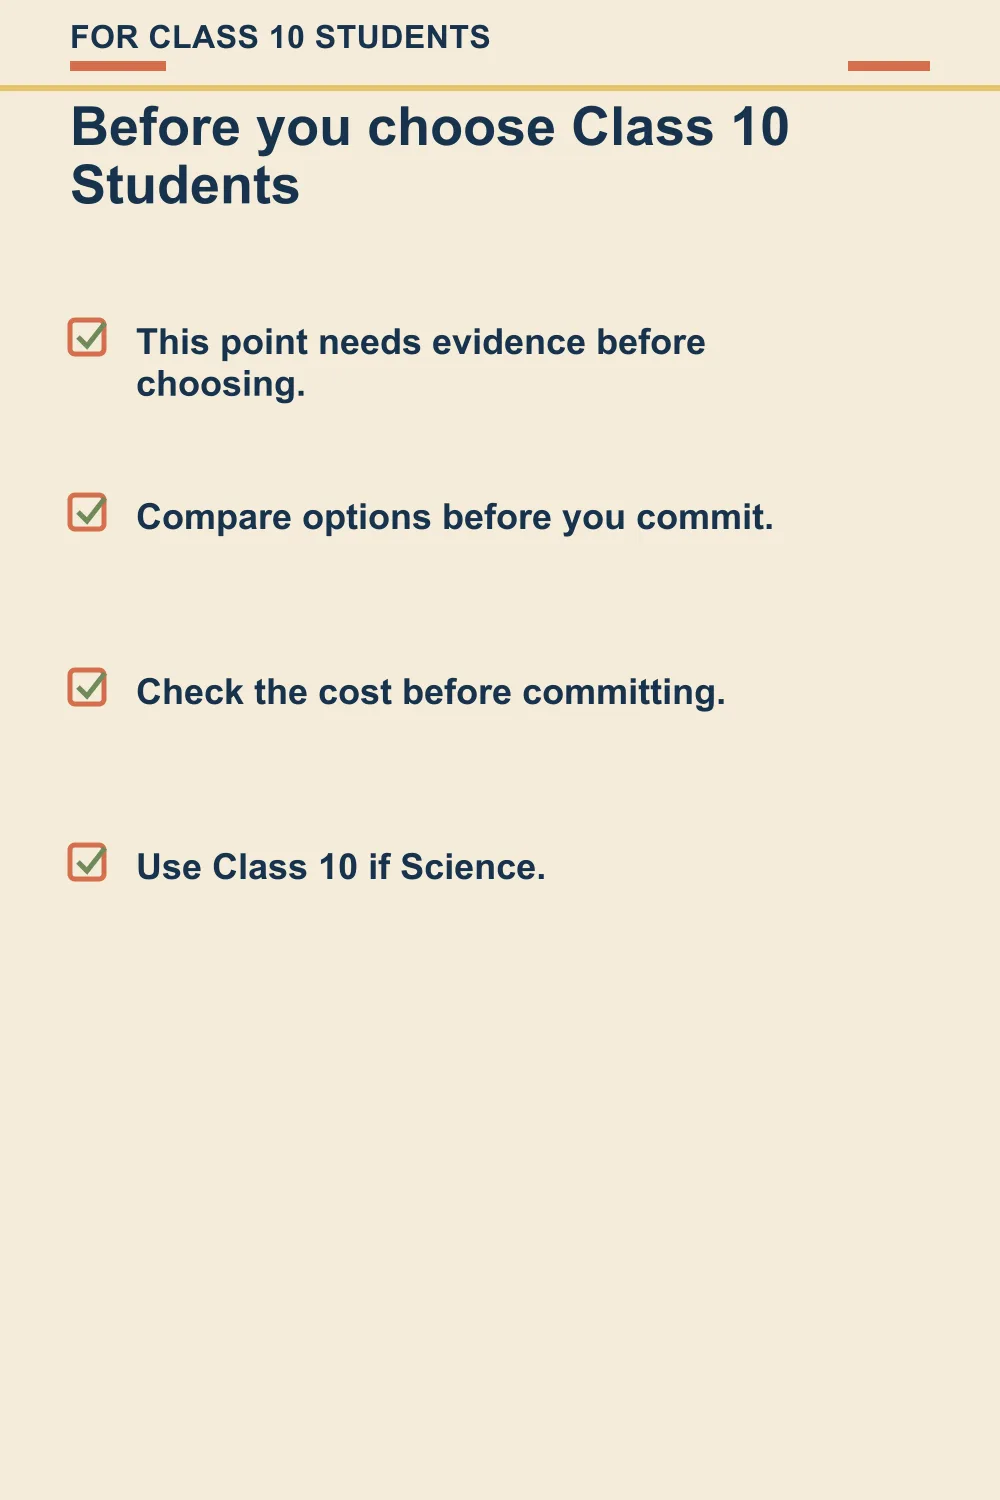 FOR CLASS 10 STUDENTS
Before you choose Class 10
Students
This point needs evidence before
choosing.
Compare options before you commit.
Check the cost before committing.
Use Class 10 if Science.